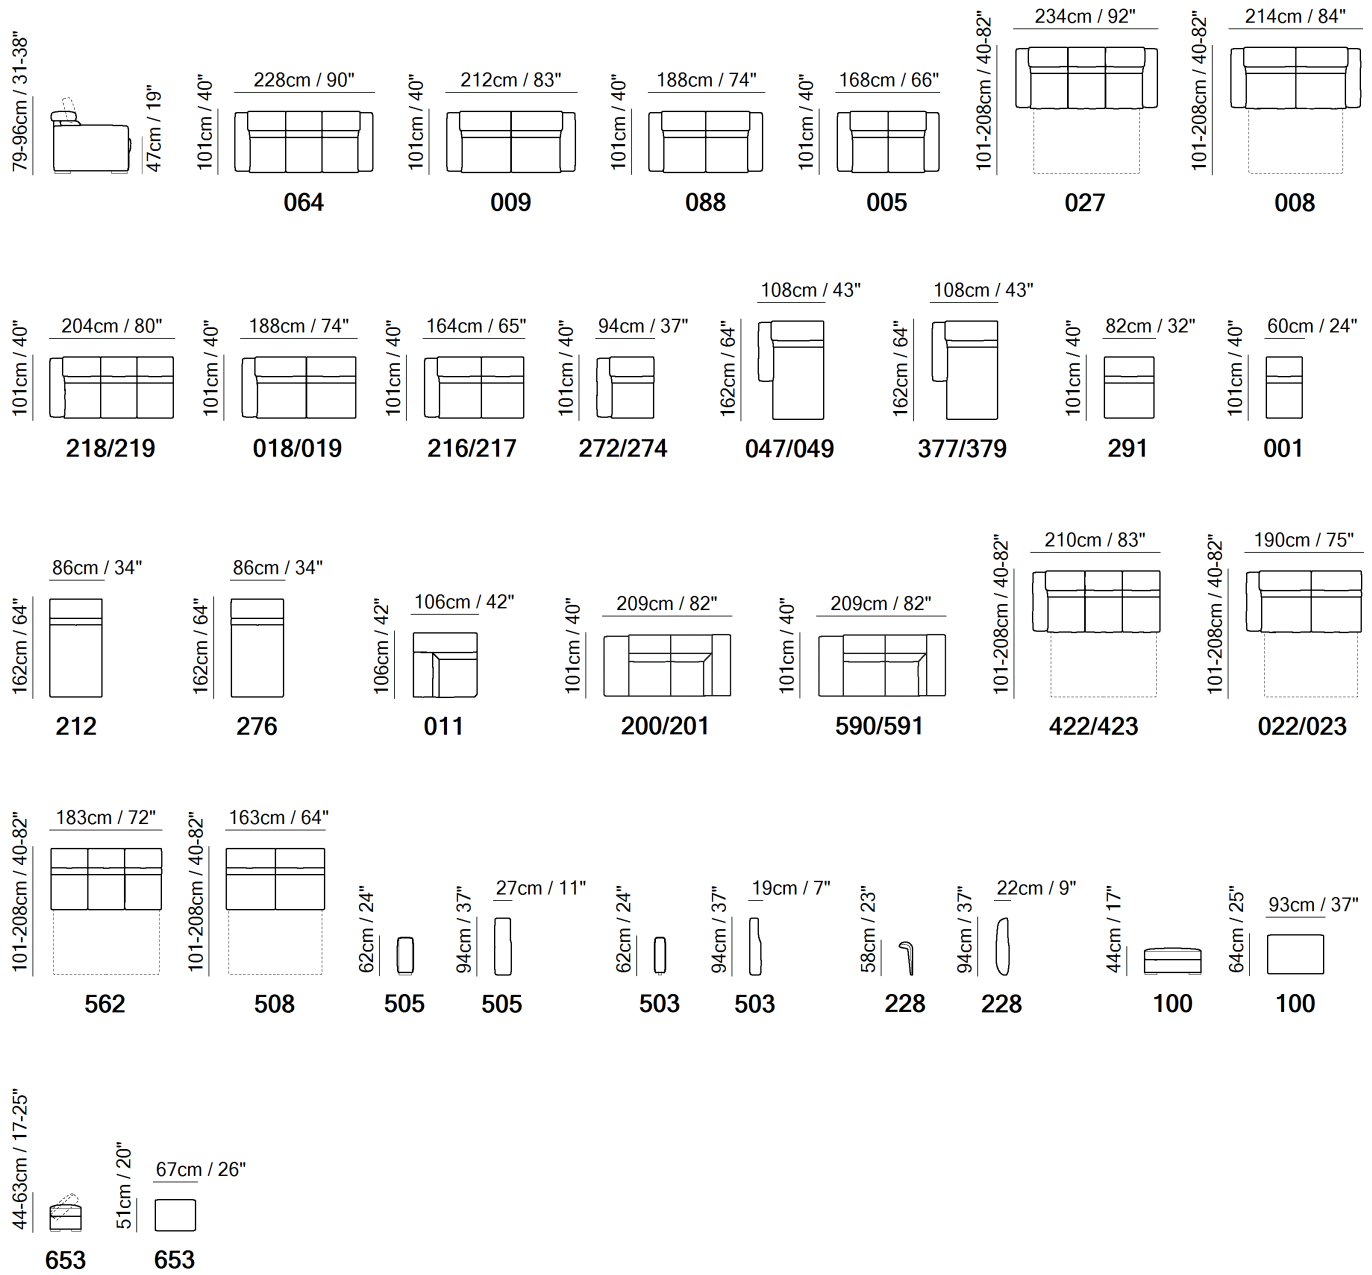 79-96cm / 31-38"
47cm / 19"
101cm / 40"
228cm / 90"
064
101cm / 40"
212cm / 83"
009
101cm / 40"
188cm / 74"
088
101cm / 40"
168cm / 66"
005
101-208cm / 40-82"
234cm / 92"
027
101-208cm / 40-82"
214cm / 84"
008
101cm / 40"
204cm / 80"
218/219
101cm / 40"
188cm / 74"
018/019
101cm / 40"
164cm / 65"
216/217
101cm / 40"
94cm / 37"
272/274
162cm / 64"
108cm / 43"
047/049
162cm / 64"
108cm / 43"
377/379
101cm / 40"
82cm / 32"
291
101cm / 40"
60cm / 24"
001
162cm / 64"
86cm / 34"
212
162cm / 64"
86cm / 34"
276
106cm / 42"
106cm / 42"
011
101cm / 40"
209cm / 82"
200/201
101cm / 40"
209cm / 82"
590/591
101-208cm / 40-82"
210cm / 83"
422/423
101-208cm / 40-82"
190cm / 75"
022/023
101-208cm / 40-82"
183cm / 72"
562
101-208cm / 40-82"
163cm / 64"
508
62cm / 24"
505
94cm / 37"
27cm / 11"
505
62cm / 24"
503
94cm / 37"
19cm / 7"
503
58cm / 23"
228
94cm / 37"
22cm / 9"
228
44cm / 17"
100
64cm / 25"
93cm / 37"
100
44-63cm / 17-25"
653
51cm / 20"
67cm / 26"
653